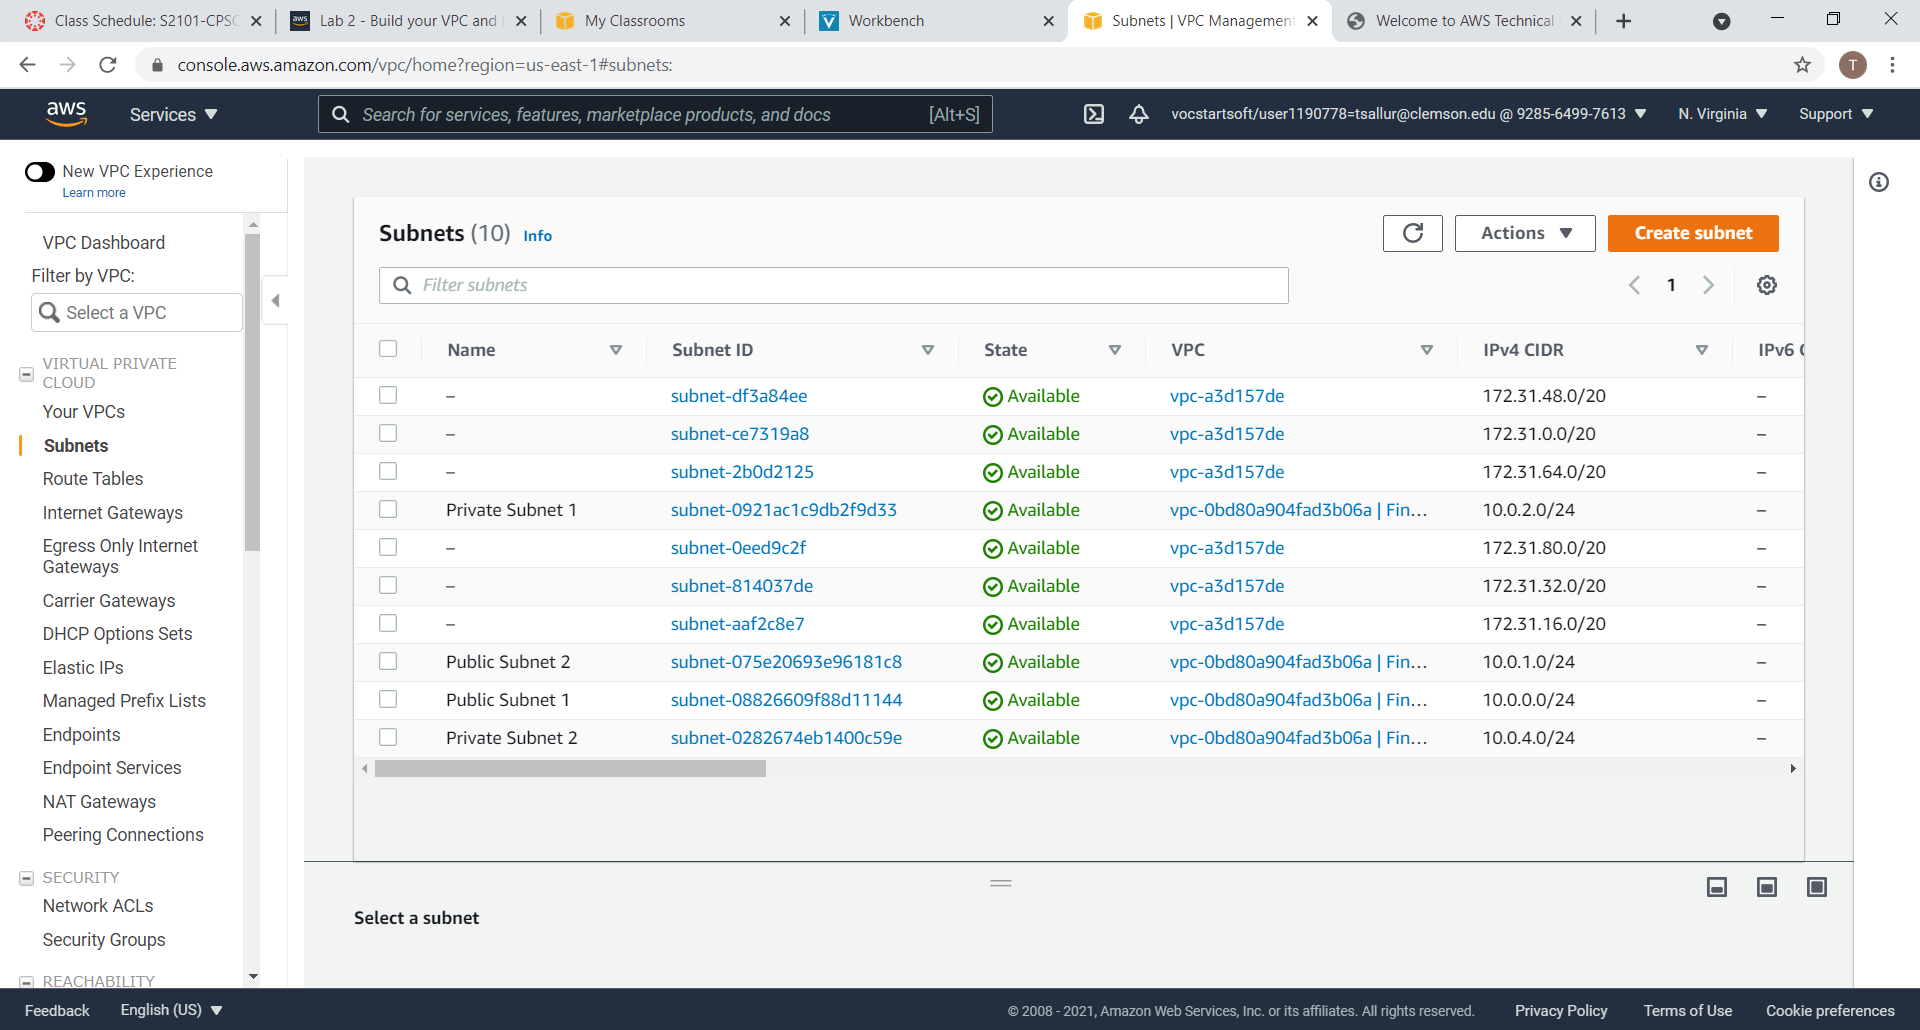 Class Schedule: S2101-CPSC
Lab 2 - Build your VPC and
My Classrooms
Workbench
Subnets | VPC Management
Welcome to AWS Technical
console.aws.amazon.com/vpc/home?region=us-east-1#subnets:
T
aws
Services
Search for services, features, marketplace products, and docs
[Alt+S]
vocstartsoft/user1190778=tsallur@clemson.edu @ 9285-6499-7613
N. Virginia
Support
New VPC Experience
Learn more
VPC Dashboard
Filter by VPC:
Select a VPC
VIRTUAL PRIVATE
CLOUD
Your VPCs
Subnets
Route Tables
Internet Gateways
Egress Only Internet
Gateways
Carrier Gateways
DHCP Options Sets
Elastic IPs
Managed Prefix Lists
Endpoints
Endpoint Services
NAT Gateways
Peering Connections
SECURITY
Network ACLs
Security Groups
REACHABILITY
Subnets (10) Info
Actions
Create subnet
Filter subnets
1
Name Subnet ID State VPC IPv4 CIDR IPv6 C
– subnet-df3a84ee Available vpc-a3d157de 172.31.48.0/20 –
– subnet-ce7319a8 Available vpc-a3d157de 172.31.0.0/20 –
– subnet-2b0d2125 Available vpc-a3d157de 172.31.64.0/20 –
Private Subnet 1 subnet-0921ac1c9db2f9d33 Available vpc-0bd80a904fad3b06a | Fin... 10.0.2.0/24 –
– subnet-0eed9c2f Available vpc-a3d157de 172.31.80.0/20 –
– subnet-814037de Available vpc-a3d157de 172.31.32.0/20 –
– subnet-aaf2c8e7 Available vpc-a3d157de 172.31.16.0/20 –
Public Subnet 2 subnet-075e20693e96181c8 Available vpc-0bd80a904fad3b06a | Fin... 10.0.1.0/24 –
Public Subnet 1 subnet-08826609f88d11144 Available vpc-0bd80a904fad3b06a | Fin... 10.0.0.0/24 –
Private Subnet 2 subnet-0282674eb1400c59e Available vpc-0bd80a904fad3b06a | Fin... 10.0.4.0/24 –
Select a subnet
Feedback
English (US)
© 2008 - 2021, Amazon Web Services, Inc. or its affiliates. All rights reserved.
Privacy Policy
Terms of Use
Cookie preferences